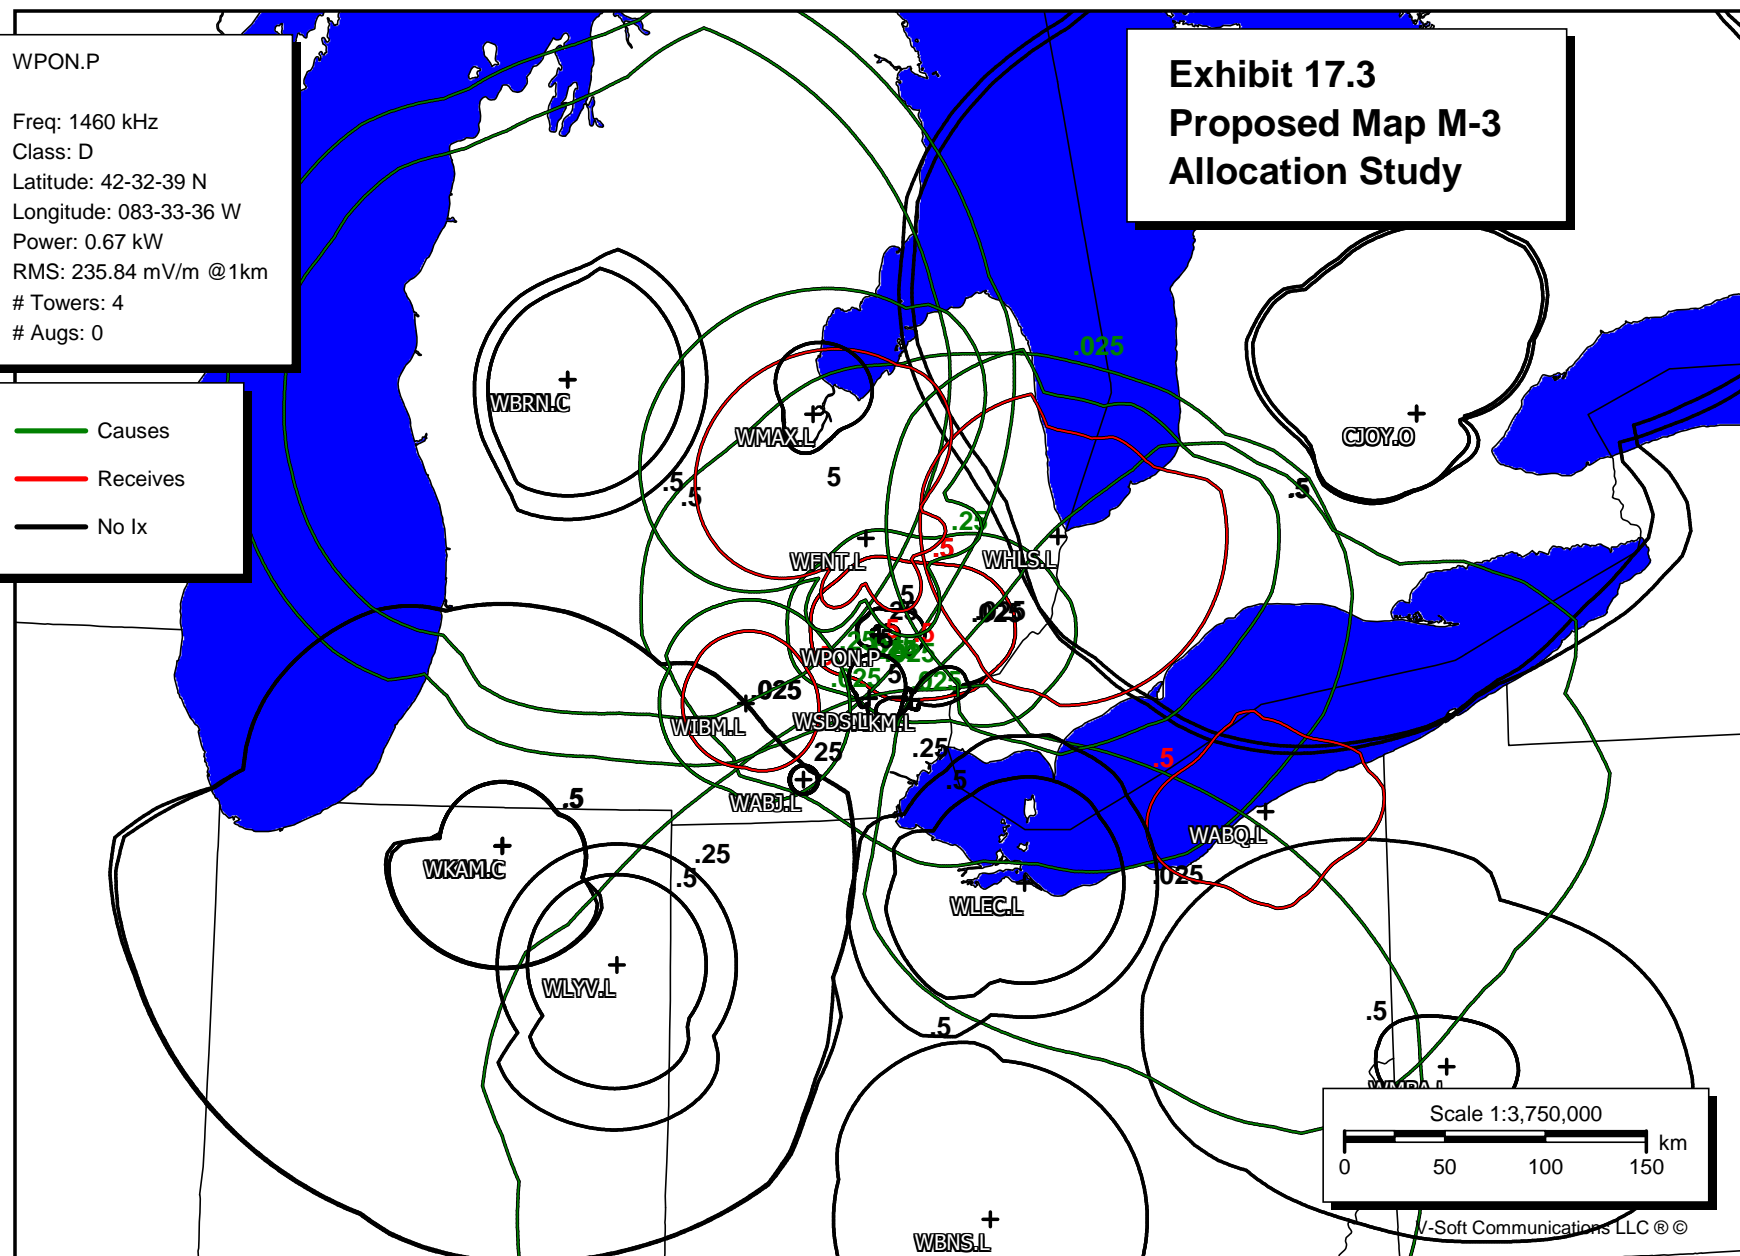 WPON.P
Freq: 1460 kHz
Class: D
Latitude: 42-32-39 N
Longitude: 083-33-36 W
Power: 0.67 kW
RMS: 235.84 mV/m @1km
# Towers: 4
# Augs: 0
Exhibit 17.3
Proposed Map M-3
Allocation Study
Causes
Receives
No Ix
.025
WBRN.C
WMAX.L
CJOY.O
.5
.5
5
.5
.25
.5
WFNT.L
WHLS.L
5
.025
WPON.P
.025
5
.025
.025
WIBM.L
WSDS.L
.25
25
.5
.5
WABJ.L
.5
WABQ.L
WKAM.C
.25
.5
.025
WLEC.L
WLYV.L
.5
.5
Scale 1:3,750,000
km
0 50 100 150
V-Soft Communications LLC ® ©
WBNS.L